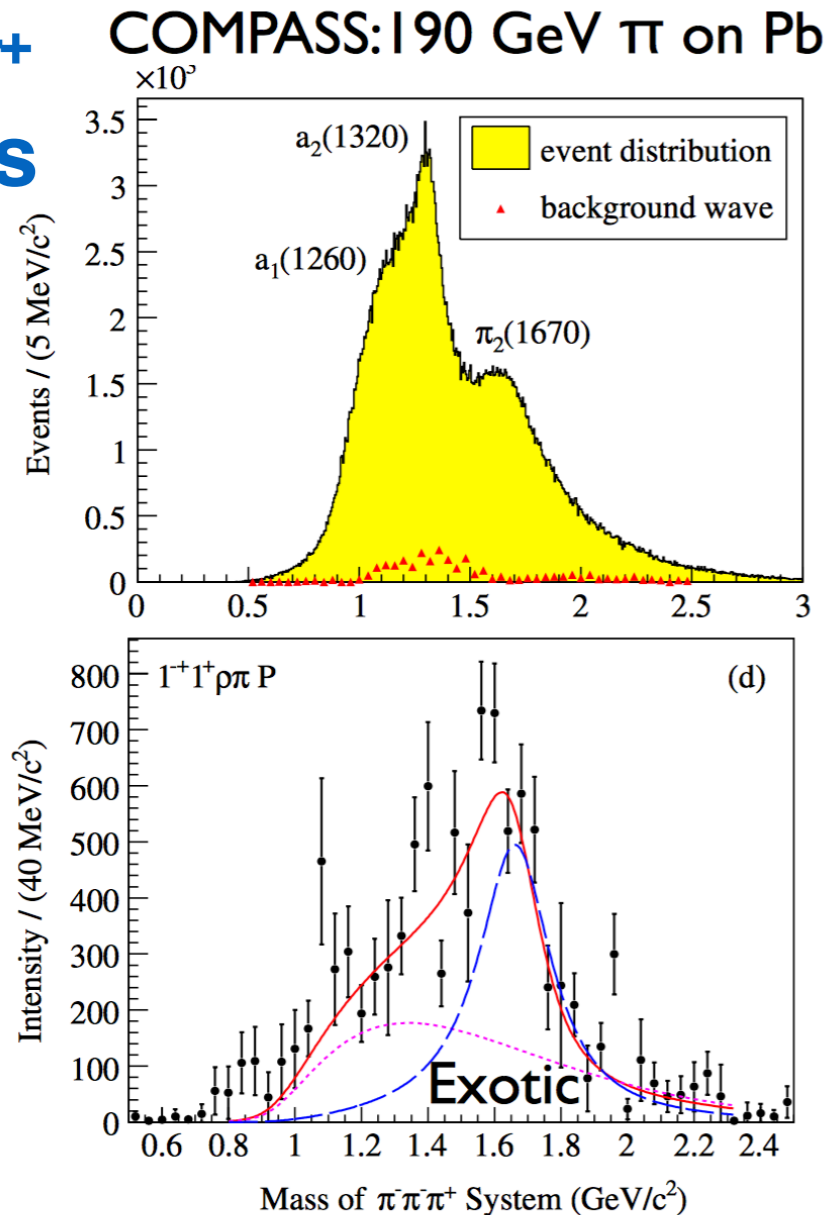 +
s
COMPASS:190 GeV π on Pb
×10³
3.5
3
2.5
2
1.5
1
0.5
0
Events / (5 MeV/c²)
a₂(1320)
a₁(1260)
π₂(1670)
event distribution
background wave
0 0.5 1 1.5 2 2.5 3
1⁻⁺1⁺ρπ P
(d)
800
700
600
500
400
300
200
100
0
Intensity / (40 MeV/c²)
Exotic
0.6 0.8 1 1.2 1.4 1.6 1.8 2 2.2 2.4
Mass of π⁻π⁻π⁺ System (GeV/c²)